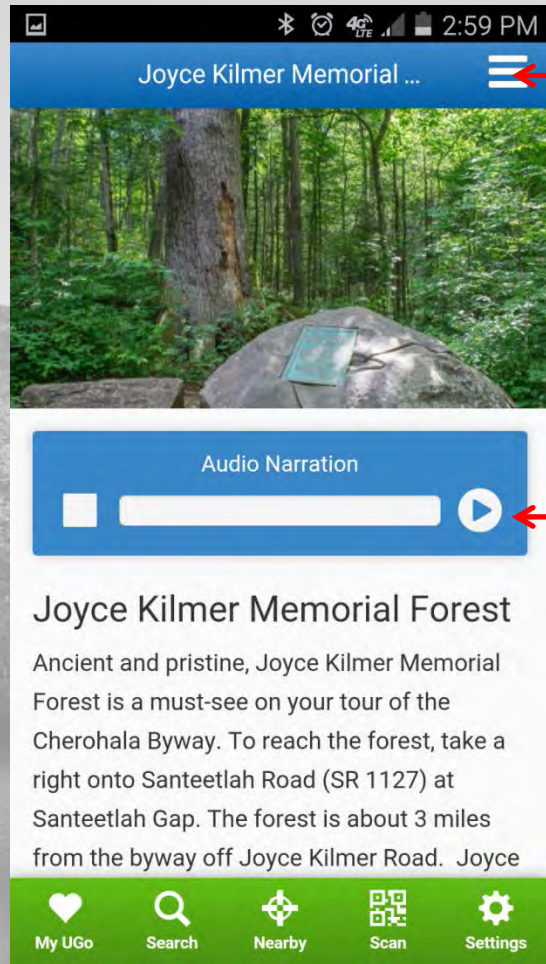 4G LTE 2:59 PM
Joyce Kilmer Memorial ...
Audio Narration
Joyce Kilmer Memorial Forest
Ancient and pristine, Joyce Kilmer Memorial
Forest is a must-see on your tour of the
Cherohala Byway. To reach the forest, take a
right onto Santeetlah Road (SR 1127) at
Santeetlah Gap. The forest is about 3 miles
from the byway off Joyce Kilmer Road. Joyce
My UGo Search Nearby Scan Settings